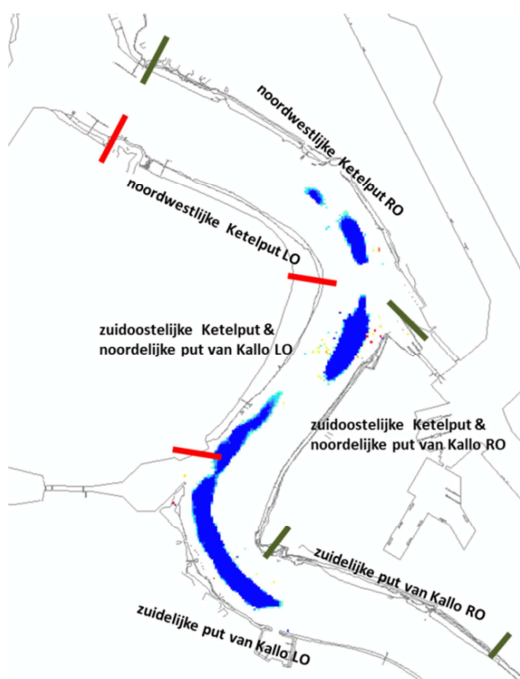 noordwestlijke Ketelput RO
noordwestlijke Ketelput LO
zuidoostelijke Ketelput &
noordelijke put van Kallo LO
zuidoostelijke Ketelput &
noordelijke put van Kallo RO
zuidelijke put van Kallo RO
zuidelijke put van Kallo LO